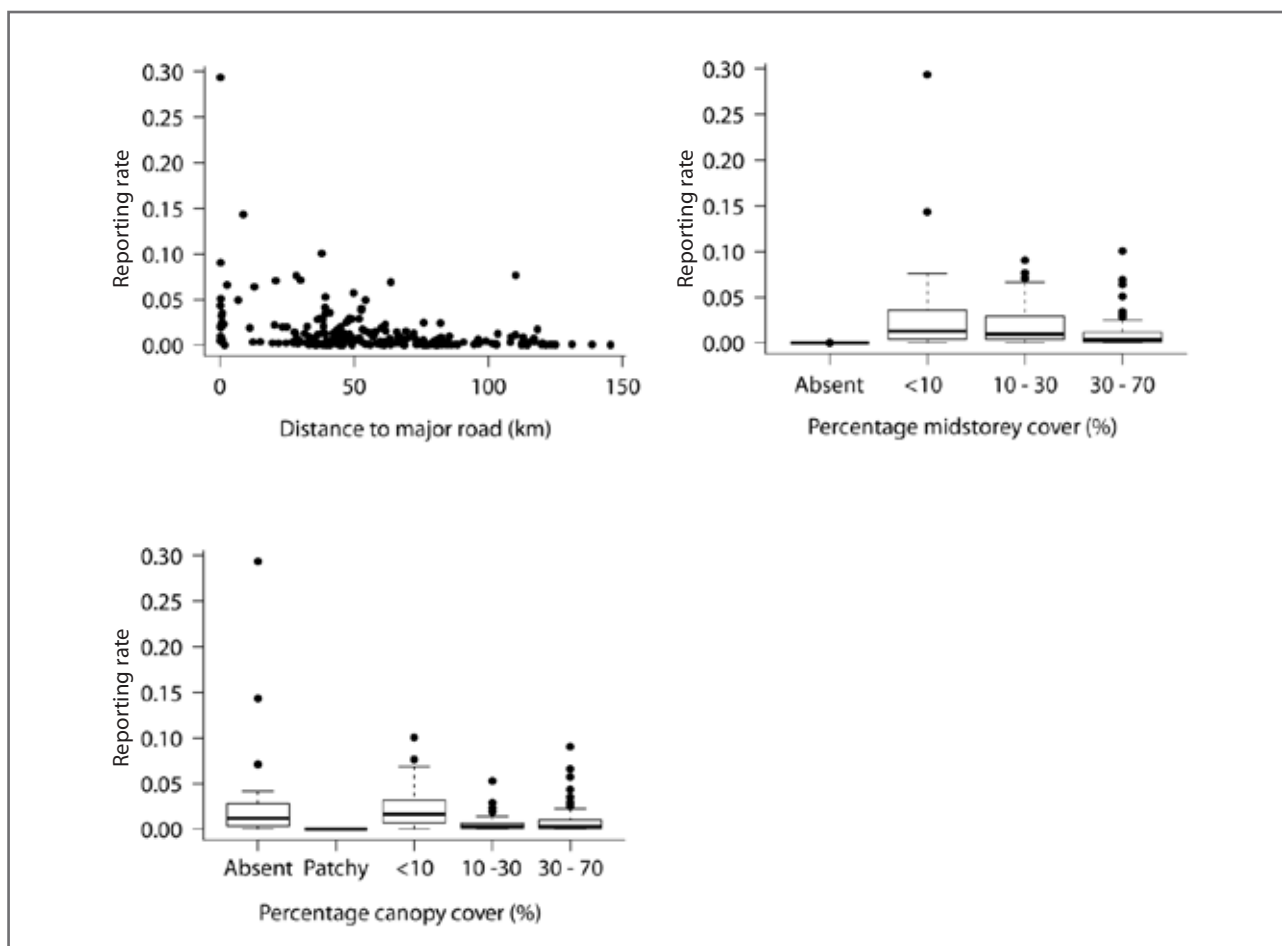 Reporting rate
0.30
0.25
0.20
0.15
0.10
0.05
0.00
0 50 100 150
Distance to major road (km)
Reporting rate
0.30
0.25
0.20
0.15
0.10
0.05
0.00
Absent <10 10 - 30 30 - 70
Percentage midstorey cover (%)
Reporting rate
0.30
0.25
0.20
0.15
0.10
0.05
0.00
Absent Patchy <10 10 -30 30 - 70
Percentage canopy cover (%)